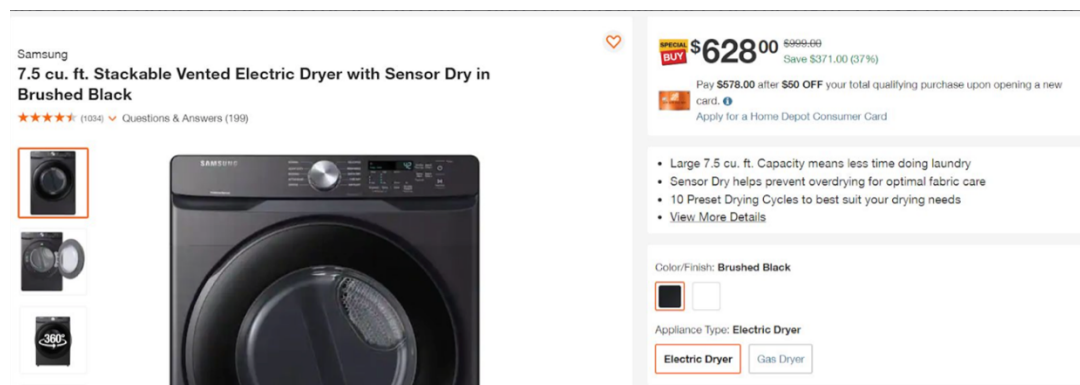 Samsung
7.5 cu. ft. Stackable Vented Electric Dryer with Sensor Dry in
Brushed Black
(1034) Questions & Answers (199)
SAMSUNG
360°
SPECIAL
BUY
$628 00 $999.00
Save $371.00 (37%)
Pay $578.00 after $50 OFF your total qualifying purchase upon opening a new
card.
Apply for a Home Depot Consumer Card
• Large 7.5 cu. ft. Capacity means less time doing laundry
• Sensor Dry helps prevent overdrying for optimal fabric care
• 10 Preset Drying Cycles to best suit your drying needs
• View More Details
Color/Finish: Brushed Black
Appliance Type: Electric Dryer
Electric Dryer Gas Dryer